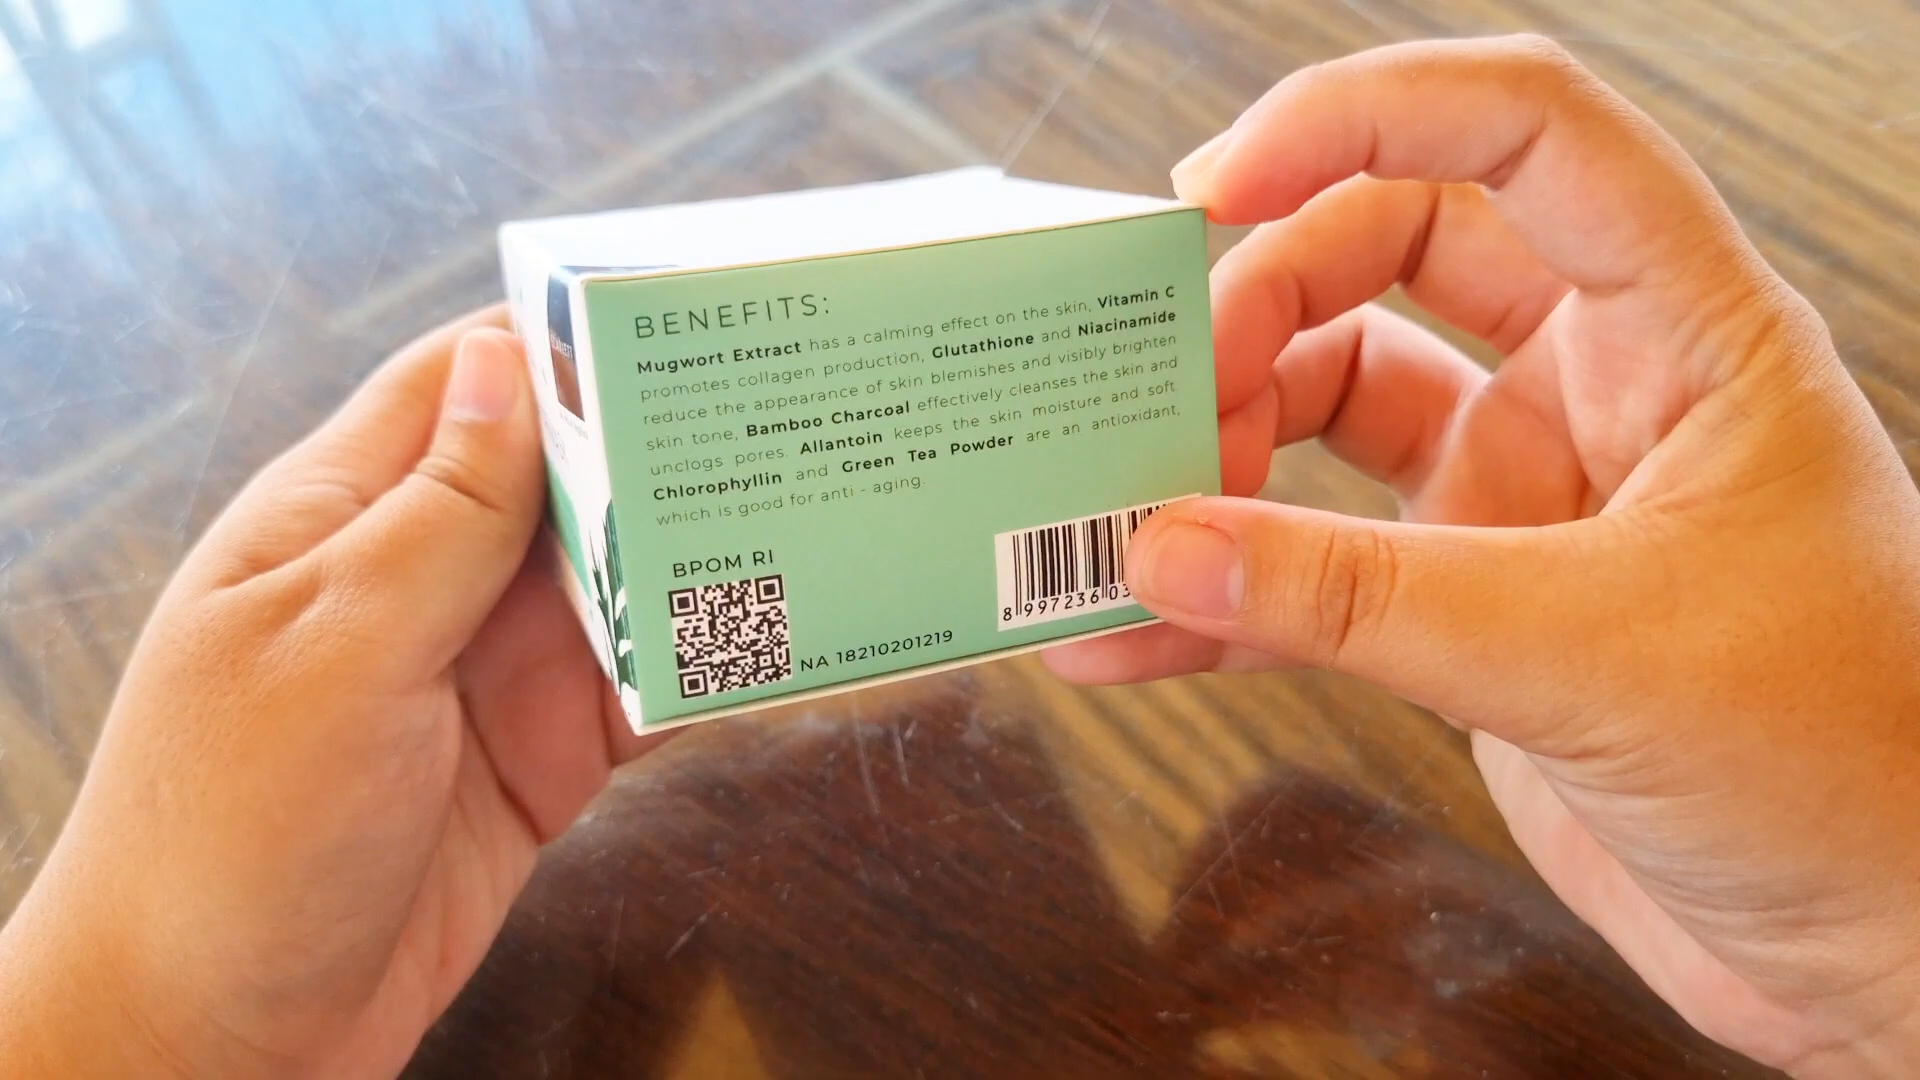 BENEFITS:
Mugwort Extract has a calming effect on the skin, Vitamin C
promotes collagen production, Glutathione and Niacinamide
reduce the appearance of skin blemishes and visibly brighten
skin tone, Bamboo Charcoal effectively cleanses the skin and
unclogs pores. Allantoin keeps the skin moisture and soft.
Chlorophyllin and Green Tea Powder are an antioxidant,
which is good for anti - aging.
BPOM RI
NA 18210201219
8 997236 03